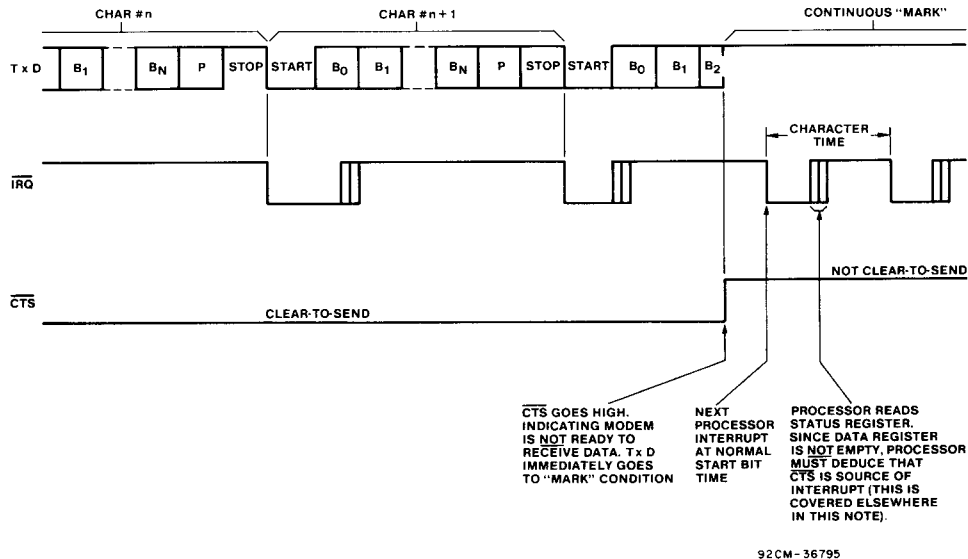 CHAR #n
CHAR #n + 1
CONTINUOUS "MARK"
T x D B1 BN P STOP START B0 B1 BN P STOP START B0 B1 B2
CHARACTER
TIME
IRQ
NOT CLEAR-TO-SEND
CTS
CLEAR-TO-SEND
CTS GOES HIGH.
INDICATING MODEM
IS NOT READY TO
RECEIVE DATA. T x D
IMMEDIATELY GOES
TO "MARK" CONDITION
NEXT
PROCESSOR
INTERRUPT
AT NORMAL
START BIT
TIME
PROCESSOR READS
STATUS REGISTER.
SINCE DATA REGISTER
IS NOT EMPTY, PROCESSOR
MUST DEDUCE THAT
CTS IS SOURCE OF
INTERRUPT (THIS IS
COVERED ELSEWHERE
IN THIS NOTE).
92CM-36795